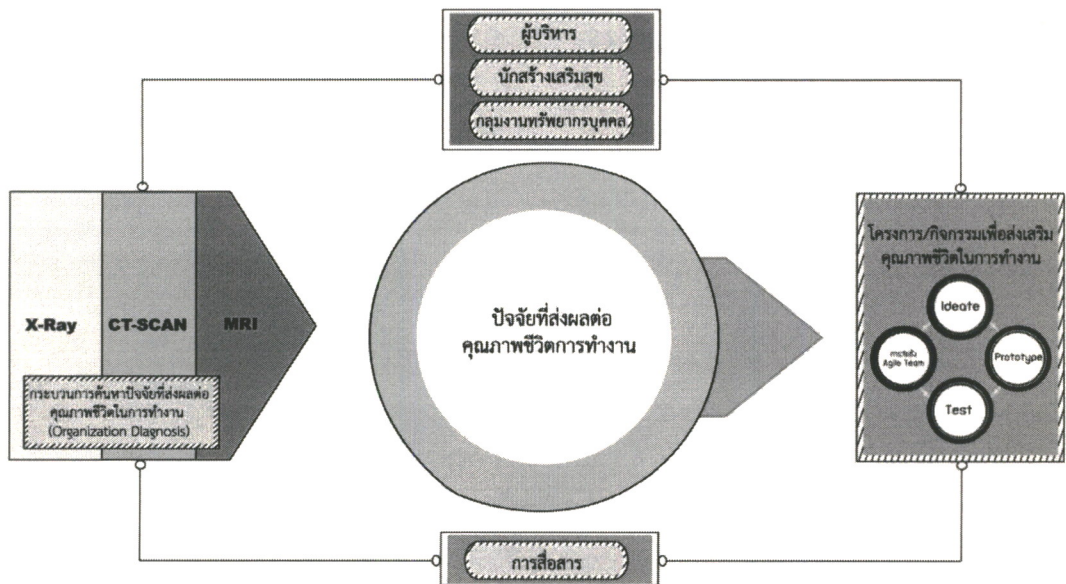 ผู้บริหาร
นักสร้างเสริมสุข
กลุ่มงานทรัพยากรบุคคล
X-Ray
CT-SCAN
MRI
กระบวนการค้นหาปัจจัยที่ส่งผลต่อ
คุณภาพชีวิตในการทำงาน
(Organization Diagnosis)
ปัจจัยที่ส่งผลต่อ
คุณภาพชีวิตการทำงาน
โครงการ/กิจกรรมเพื่อส่งเสริม
คุณภาพชีวิตในการทำงาน
Ideate
Agile Team
Prototype
Test
การสื่อสาร